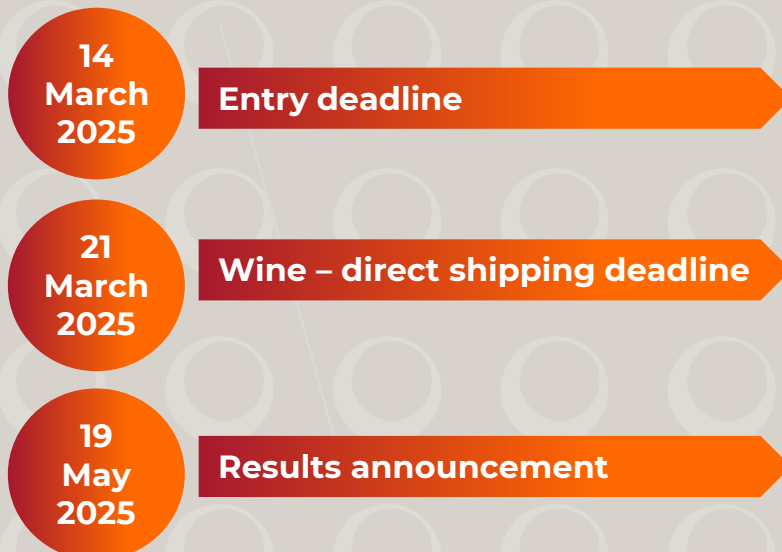 14
March
2025
Entry deadline
21
March
2025
Wine – direct shipping deadline
19
May
2025
Results announcement